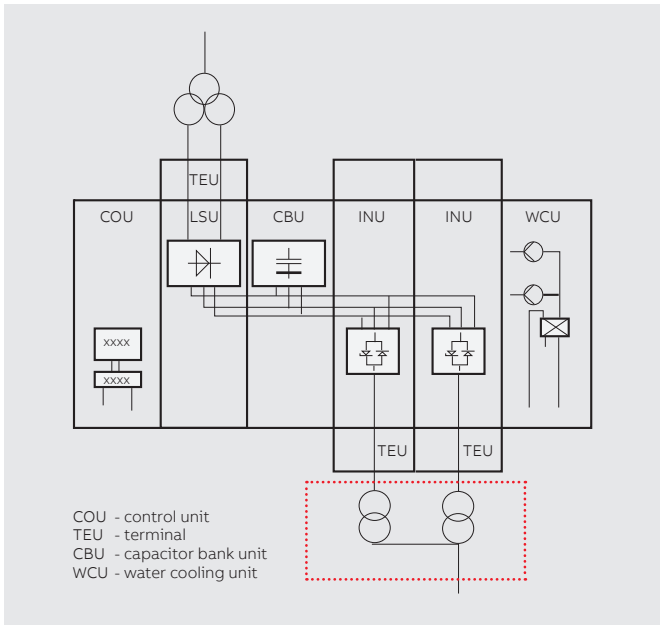 TEU
COU LSU CBU INU INU WCU
xxxx
xxxx
TEU TEU
COU - control unit
TEU - terminal
CBU - capacitor bank unit
WCU - water cooling unit